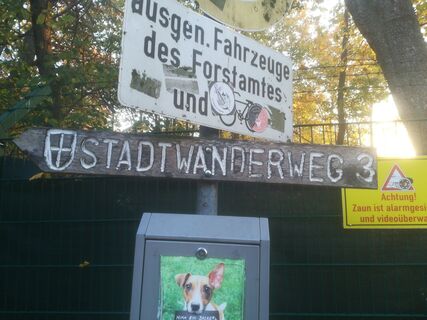 ausgen. Fahrzeuge
des Forstamtes
und
STADTWANDERWEG 3
Achtung!
Zaun ist alarmgesi
und videoüberwa